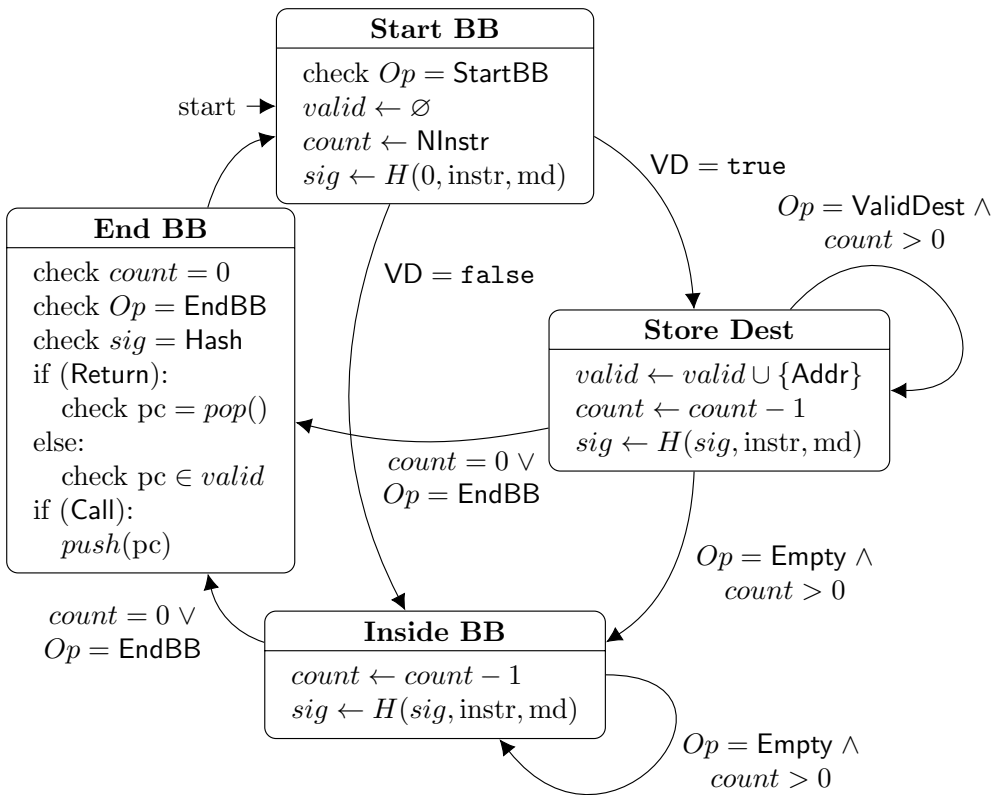 Start BB
check Op = StartBB
start
valid ← ∅
count ← NInstr
sig ← H(0, instr, md)
VD = true
Op = ValidDest ∧
count > 0
End BB
check count = 0
check Op = EndBB
check sig = Hash
if (Return):
check pc = pop()
else:
check pc ∈ valid
if (Call):
push(pc)
VD = false
Store Dest
valid ← valid ∪ {Addr}
count ← count − 1
sig ← H(sig, instr, md)
count = 0 ∨
Op = EndBB
Op = Empty ∧
count > 0
count = 0 ∨
Op = EndBB
Inside BB
count ← count − 1
sig ← H(sig, instr, md)
Op = Empty ∧
count > 0